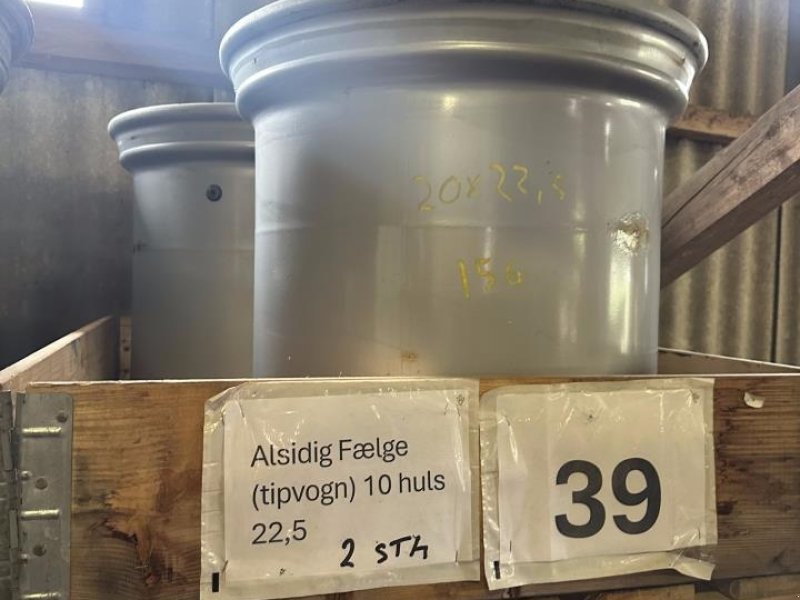 20x22,5
150
Alsidig Fælge
(tipvogn) 10 huls
22,5
2 STK
39